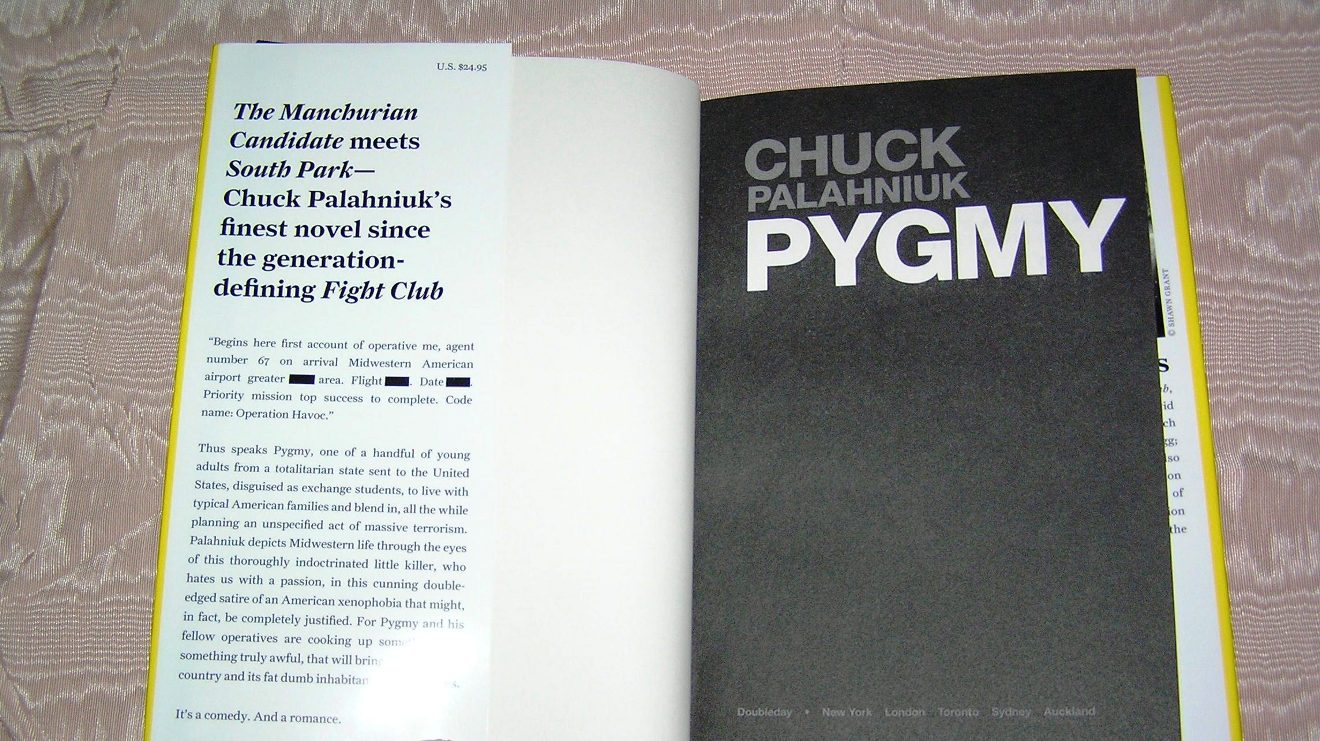 U.S. $24.95
The Manchurian
Candidate meets
South Park—
Chuck Palahniuk's
finest novel since
the generation-
defining Fight Club
"Begins here first account of operative me, agent
number 67 on arrival Midwestern American
airport greater area. Flight . Date .
Priority mission top success to complete. Code
name: Operation Havoc."
Thus speaks Pygmy, one of a handful of young
adults from a totalitarian state sent to the United
States, disguised as exchange students, to live with
typical American families and blend in, all the while
planning an unspecified act of massive terrorism.
Palahniuk depicts Midwestern life through the eyes
of this thoroughly indoctrinated little killer, who
hates us with a passion, in this cunning double-
edged satire of an American xenophobia that might,
in fact, be completely justified. For Pygmy and his
fellow operatives are cooking up
something truly awful, that will
country and its fat dumb
It's a comedy. And a romance.
CHUCK
PALAHNIUK
PYGMY
Doubleday • New York London Toronto Sydney Auckland
© SHAWN GRANT
of
the